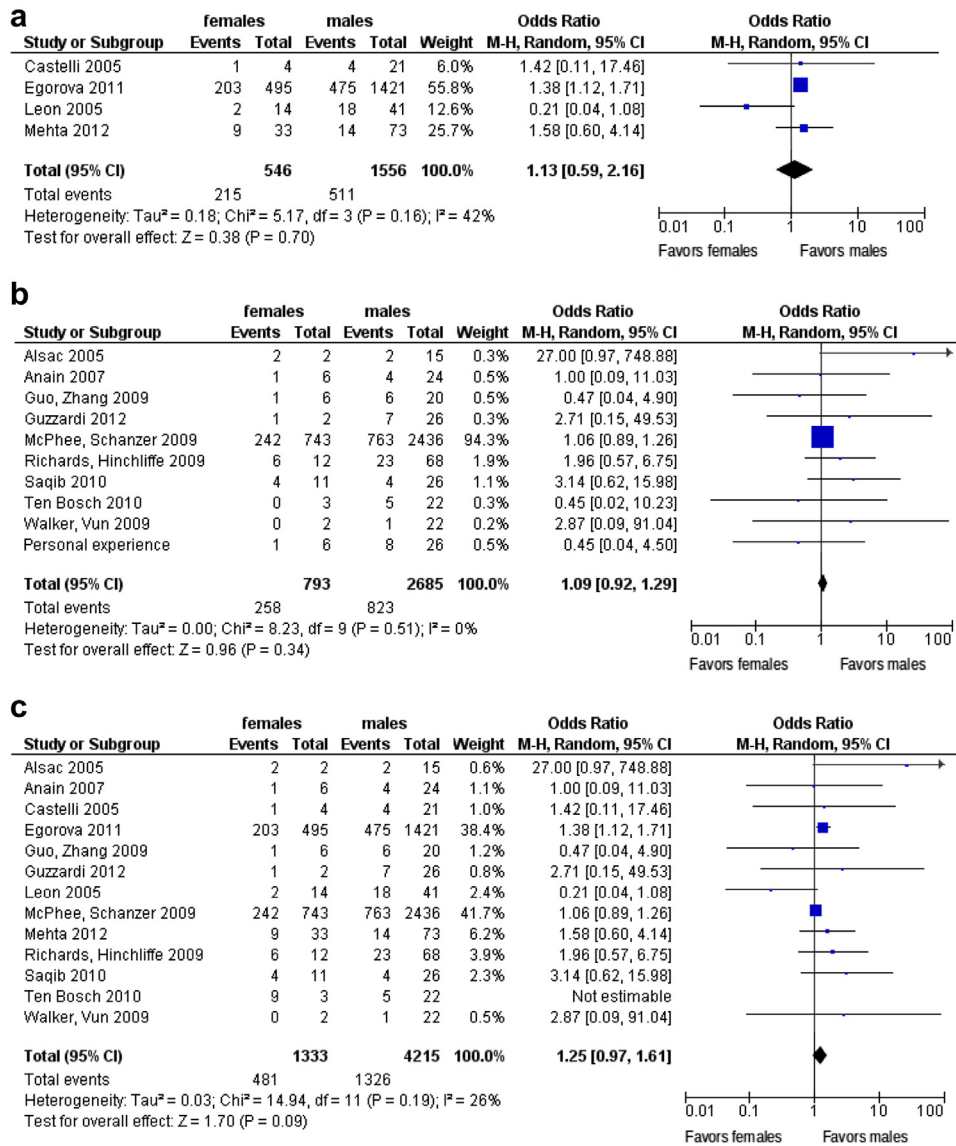 a
females males Odds Ratio Odds Ratio
Study or Subgroup Events Total Events Total Weight M-H, Random, 95% CI M-H, Random, 95% CI
Castelli 2005 1 4 4 21 6.0% 1.42 [0.11, 17.46]
Egorova 2011 203 495 475 1421 55.8% 1.38 [1.12, 1.71]
Leon 2005 2 14 18 41 12.6% 0.21 [0.04, 1.08]
Mehta 2012 9 33 14 73 25.7% 1.58 [0.60, 4.14]
Total (95% CI) 546 1556 100.0% 1.13 [0.59, 2.16]
Total events 215 511
Heterogeneity: Tau² = 0.18; Chi² = 5.17, df = 3 (P = 0.16); I² = 42%
Test for overall effect: Z = 0.38 (P = 0.70)
0.01 0.1 1 10 100
Favors females Favors males
b
females males Odds Ratio Odds Ratio
Study or Subgroup Events Total Events Total Weight M-H, Random, 95% CI M-H, Random, 95% CI
Alsac 2005 2 2 2 15 0.3% 27.00 [0.97, 748.88]
Anain 2007 1 6 4 24 0.5% 1.00 [0.09, 11.03]
Guo, Zhang 2009 1 6 6 20 0.5% 0.47 [0.04, 4.90]
Guzzardi 2012 1 2 7 26 0.3% 2.71 [0.15, 49.53]
McPhee, Schanzer 2009 242 743 763 2436 94.3% 1.06 [0.89, 1.26]
Richards, Hinchliffe 2009 6 12 23 68 1.9% 1.96 [0.57, 6.75]
Saqib 2010 4 11 4 26 1.1% 3.14 [0.62, 15.98]
Ten Bosch 2010 0 3 5 22 0.3% 0.45 [0.02, 10.23]
Walker, Vun 2009 0 2 1 22 0.2% 2.87 [0.09, 91.04]
Personal experience 1 6 8 26 0.5% 0.45 [0.04, 4.50]
Total (95% CI) 793 2685 100.0% 1.09 [0.92, 1.29]
Total events 258 823
Heterogeneity: Tau² = 0.00; Chi² = 8.23, df = 9 (P = 0.51); I² = 0%
Test for overall effect: Z = 0.96 (P = 0.34)
0.01 0.1 1 10 100
Favors females Favors males
c
females males Odds Ratio Odds Ratio
Study or Subgroup Events Total Events Total Weight M-H, Random, 95% CI M-H, Random, 95% CI
Alsac 2005 2 2 2 15 0.6% 27.00 [0.97, 748.88]
Anain 2007 1 6 4 24 1.1% 1.00 [0.09, 11.03]
Castelli 2005 1 4 4 21 1.0% 1.42 [0.11, 17.46]
Egorova 2011 203 495 475 1421 38.4% 1.38 [1.12, 1.71]
Guo, Zhang 2009 1 6 6 20 1.2% 0.47 [0.04, 4.90]
Guzzardi 2012 1 2 7 26 0.8% 2.71 [0.15, 49.53]
Leon 2005 2 14 18 41 2.4% 0.21 [0.04, 1.08]
McPhee, Schanzer 2009 242 743 763 2436 41.7% 1.06 [0.89, 1.26]
Mehta 2012 9 33 14 73 6.2% 1.58 [0.60, 4.14]
Richards, Hinchliffe 2009 6 12 23 68 3.9% 1.96 [0.57, 6.75]
Saqib 2010 4 11 4 26 2.3% 3.14 [0.62, 15.98]
Ten Bosch 2010 9 3 5 22 Not estimable
Walker, Vun 2009 0 2 1 22 0.5% 2.87 [0.09, 91.04]
Total (95% CI) 1333 4215 100.0% 1.25 [0.97, 1.61]
Total events 481 1326
Heterogeneity: Tau² = 0.03; Chi² = 14.94, df = 11 (P = 0.19); I² = 26%
Test for overall effect: Z = 1.70 (P = 0.09)
0.01 0.1 1 10 100
Favors females Favors males